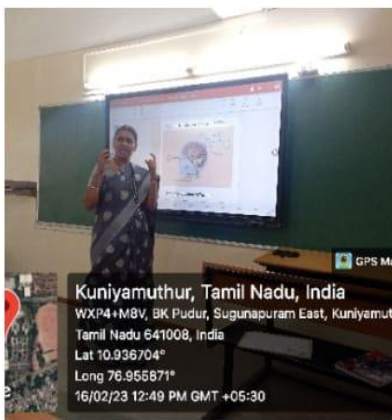 GPS Ma
Kuniyamuthur, Tamil Nadu, India
WXP4+M8V, BK Pudur, Sugunapuram East, Kuniyamut
Tamil Nadu 641008, India
Lat 10.936704°
Long 76.955871°
16/02/23 12:49 PM GMT +05:30